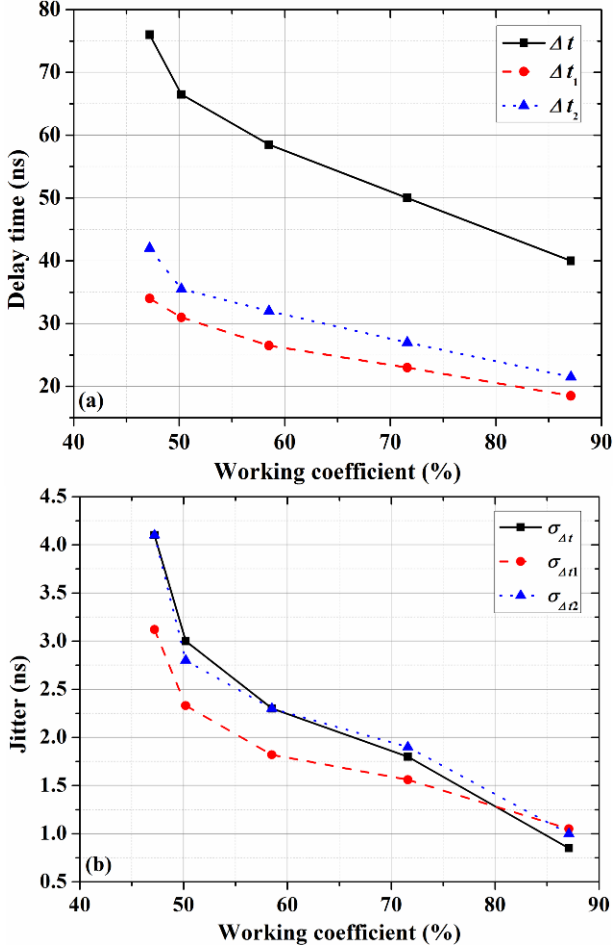 80
70
60
50
40
30
20
Delay time (ns)
Δt
Δt₁
Δt₂
(a)
40 50 60 70 80 90
Working coefficient (%)
4.5
4.0
3.5
3.0
2.5
2.0
1.5
1.0
0.5
Jitter (ns)
σΔt
σΔt1
σΔt2
(b)
40 50 60 70 80 90
Working coefficient (%)